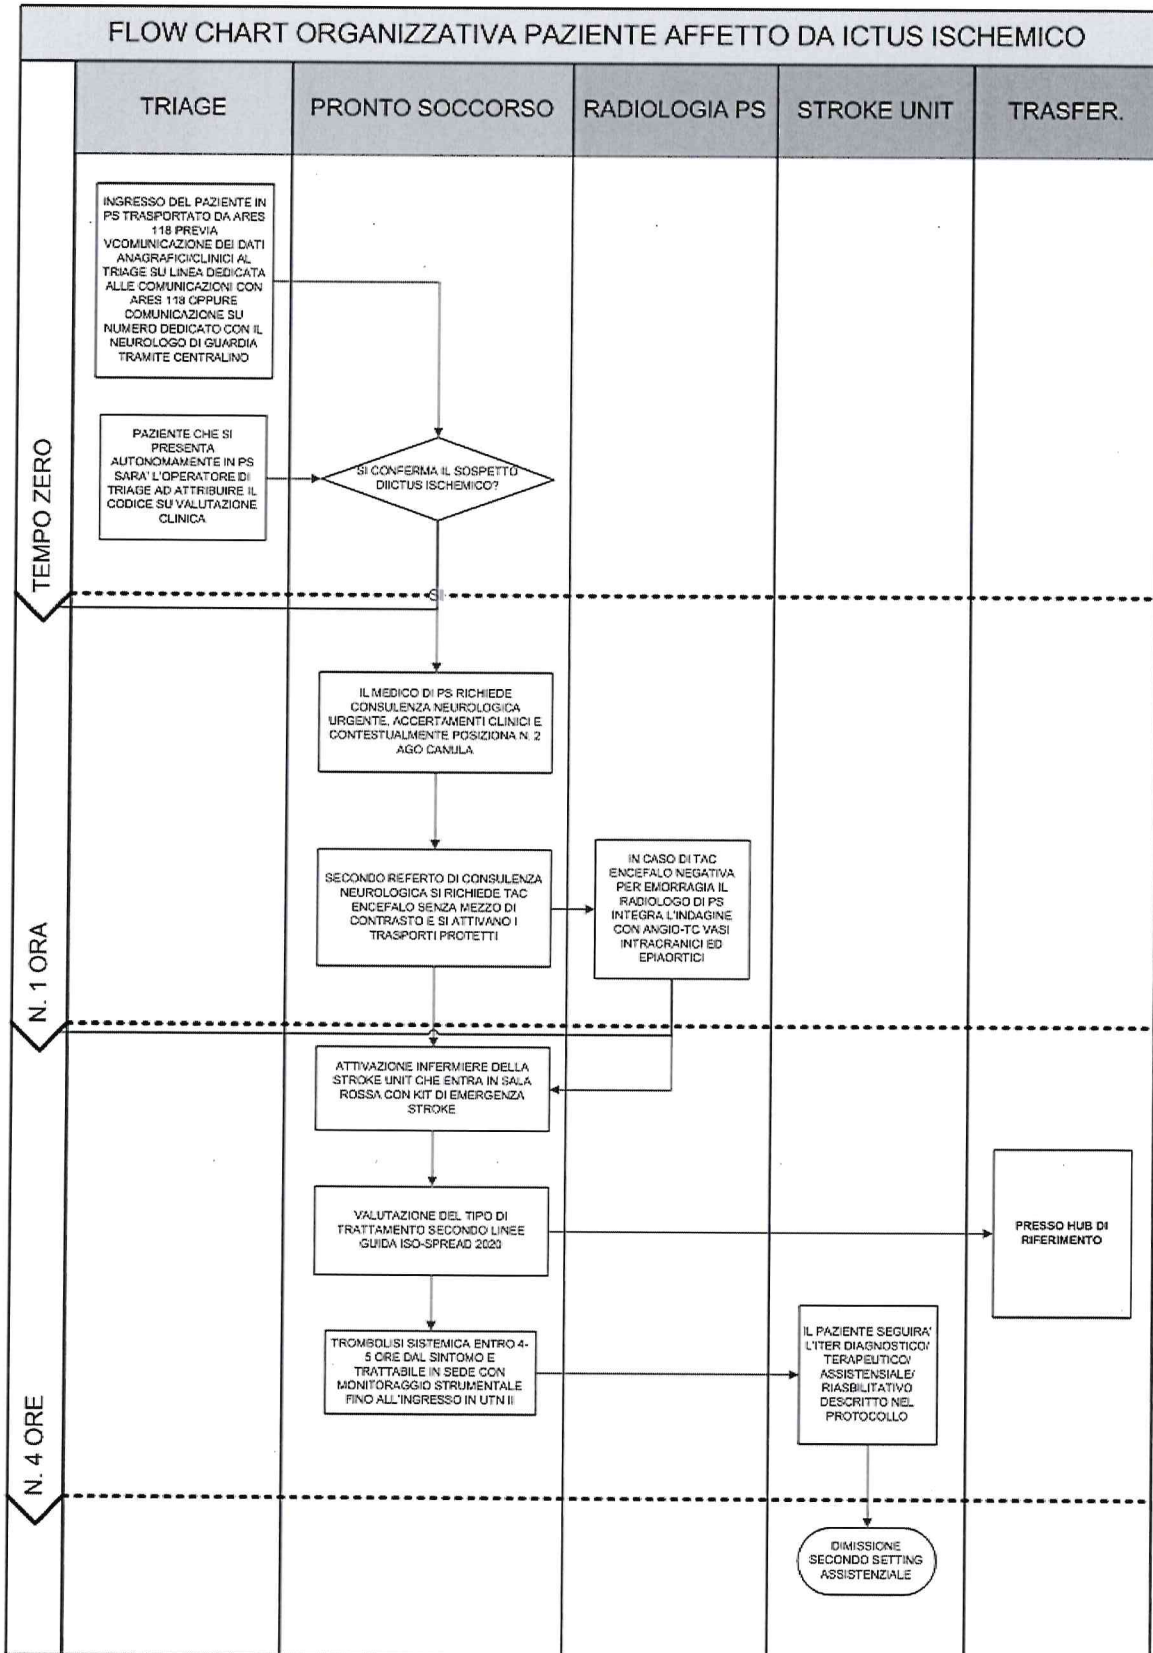 FLOW CHART ORGANIZZATIVA PAZIENTE AFFETTO DA ICTUS ISCHEMICO
TRIAGE
PRONTO SOCCORSO
RADIOLOGIA PS
STROKE UNIT
TRASFER.
TEMPO ZERO
INGRESSO DEL PAZIENTE IN
PS TRASPORTATO DA ARES
118 PREVIA
VCOMUNICAZIONE DEI DATI
ANAGRAFICI/CLINICI AL
TRIAGE SU LINEA DEDICATA
ALLE COMUNICAZIONI CON
ARES 118 OPPURE
COMUNICAZIONE SU
NUMERO DEDICATO CON IL
NEUROLOGO DI GUARDIA
TRAMITE CENTRALINO
PAZIENTE CHE SI
PRESENTA
AUTONOMAMENTE IN PS
SARA' L'OPERATORE DI
TRIAGE AD ATTRIBUIRE IL
CODICE SU VALUTAZIONE
CLINICA
SI CONFERMA IL SOSPETTO
DIICTUS ISCHEMICO?
SI
N. 1 ORA
IL MEDICO DI PS RICHIEDE
CONSULENZA NEUROLOGICA
URGENTE, ACCERTAMENTI CLINICI E
CONTESTUALMENTE POSIZIONA N. 2
AGO CANULA
SECONDO REFERTO DI CONSULENZA
NEUROLOGICA SI RICHIEDE TAC
ENCEFALO SENZA MEZZO DI
CONTRASTO E SI ATTIVANO I
TRASPORTI PROTETTI
IN CASO DI TAC
ENCEFALO NEGATIVA
PER EMORRAGIA IL
RADIOLOGO DI PS
INTEGRA L'INDAGINE
CON ANGIO-TC VASI
INTRACRANICI ED
EPIAORTICI
N. 4 ORE
ATTIVAZIONE INFERMIERE DELLA
STROKE UNIT CHE ENTRA IN SALA
ROSSA CON KIT DI EMERGENZA
STROKE
VALUTAZIONE DEL TIPO DI
TRATTAMENTO SECONDO LINEE
GUIDA ISO-SPREAD 2020
PRESSO HUB DI
RIFERIMENTO
TROMBOLISI SISTEMICA ENTRO 4-
5 ORE DAL SINTOMO E
TRATTABILE IN SEDE CON
MONITORAGGIO STRUMENTALE
FINO ALL'INGRESSO IN UTN II
IL PAZIENTE SEGUIRA'
L'ITER DIAGNOSTICO/
TERAPEUTICO/
ASSISTENSIALE/
RIASBILITATIVO
DESCRITTO NEL
PROTOCOLLO
DIMISSIONE
SECONDO SETTING
ASSISTENZIALE